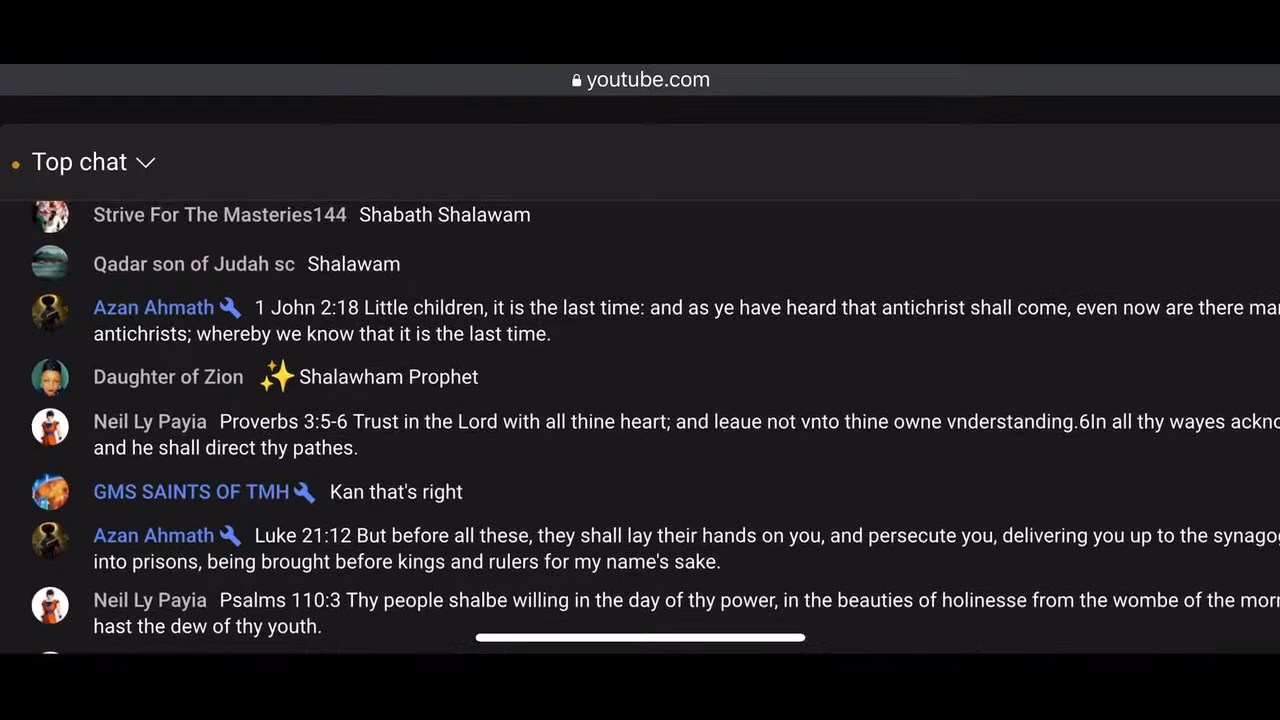 youtube.com
Top chat
Strive For The Masteries144 Shabath Shalawam
Qadar son of Judah sc Shalawam
Azan Ahmath 1 John 2:18 Little children, it is the last time: and as ye have heard that antichrist shall come, even now are there
antichrists; whereby we know that it is the last time.
Daughter of Zion ✨ Shalawham Prophet
Neil Ly Payia Proverbs 3:5-6 Trust in the Lord with all thine heart; and leaue not vnto thine owne vnderstanding.6In all thy wayes
and he shall direct thy pathes.
GMS SAINTS OF TMH Kan that's right
Azan Ahmath Luke 21:12 But before all these, they shall lay their hands on you, and persecute you, delivering you up to the
into prisons, being brought before kings and rulers for my name's sake.
Neil Ly Payia Psalms 110:3 Thy people shalbe willing in the day of thy power, in the beauties of holinesse from the wombe of the
hast the dew of thy youth.